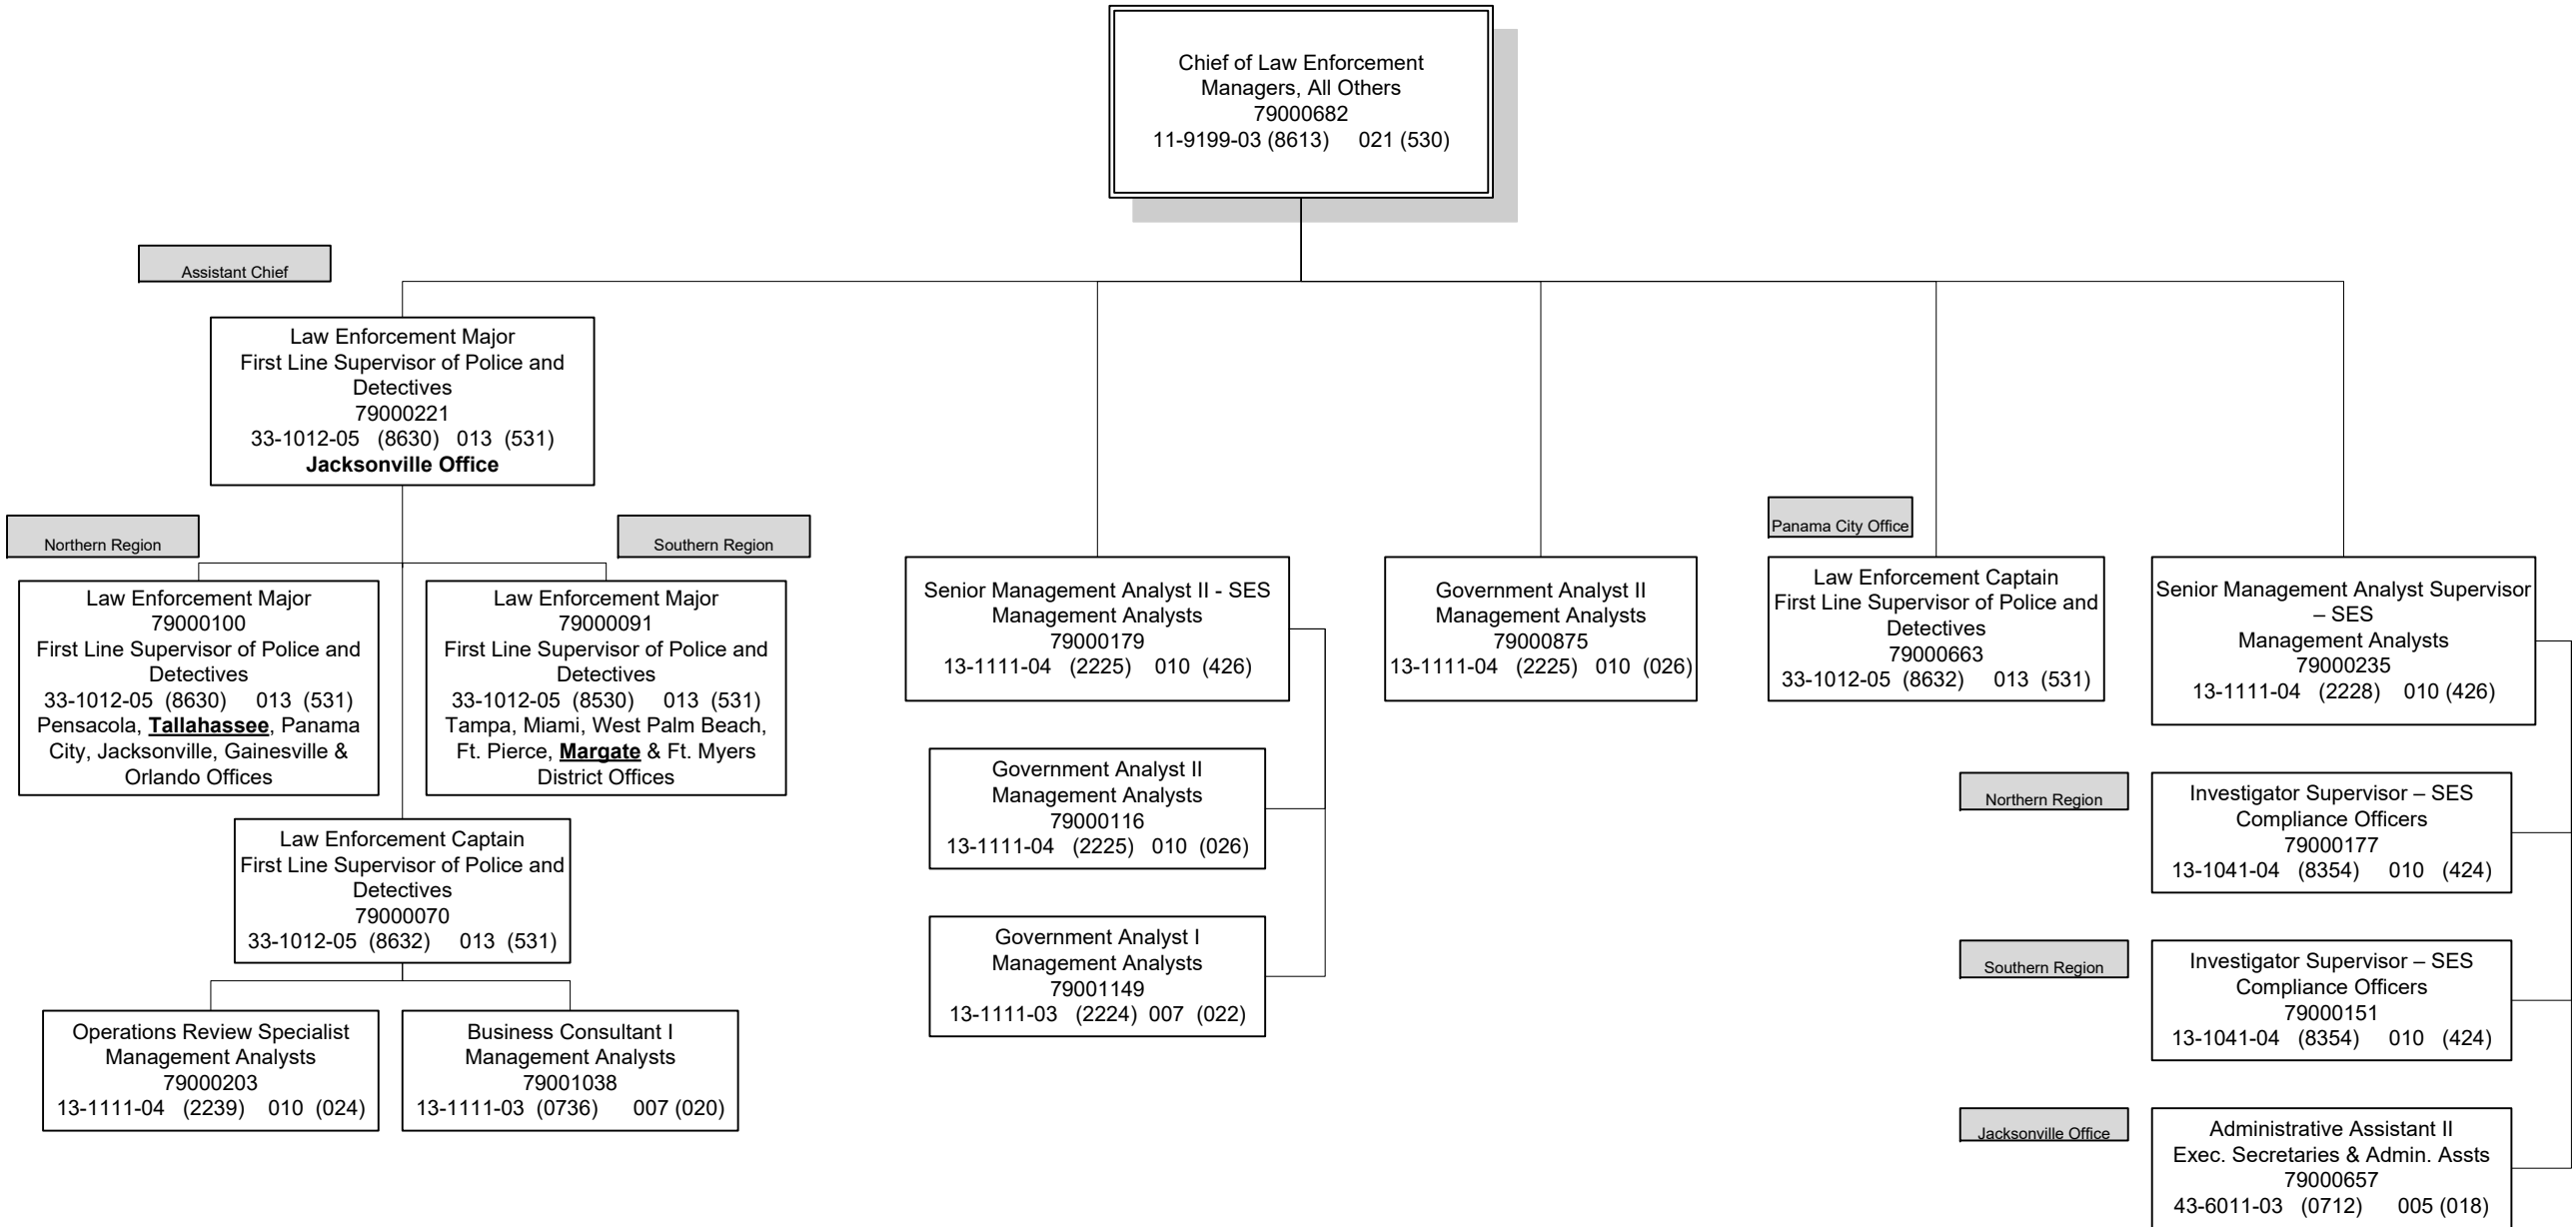 Chief of Law Enforcement
Managers, All Others
79000682
11-9199-03 (8613) 021 (530)
Assistant Chief
Law Enforcement Major
First Line Supervisor of Police and
Detectives
79000221
33-1012-05 (8630) 013 (531)
Jacksonville Office
Northern Region
Southern Region
Law Enforcement Major
79000100
First Line Supervisor of Police and
Detectives
33-1012-05 (8630) 013 (531)
Pensacola, Tallahassee, Panama
City, Jacksonville, Gainesville &
Orlando Offices
Law Enforcement Major
79000091
First Line Supervisor of Police and
Detectives
33-1012-05 (8530) 013 (531)
Tampa, Miami, West Palm Beach,
Ft. Pierce, Margate & Ft. Myers
District Offices
Law Enforcement Captain
First Line Supervisor of Police and
Detectives
79000070
33-1012-05 (8632) 013 (531)
Operations Review Specialist
Management Analysts
79000203
13-1111-04 (2239) 010 (024)
Business Consultant I
Management Analysts
79001038
13-1111-03 (0736) 007 (020)
Senior Management Analyst II - SES
Management Analysts
79000179
13-1111-04 (2225) 010 (426)
Government Analyst II
Management Analysts
79000116
13-1111-04 (2225) 010 (026)
Government Analyst I
Management Analysts
79001149
13-1111-03 (2224) 007 (022)
Government Analyst II
Management Analysts
79000875
13-1111-04 (2225) 010 (026)
Panama City Office
Law Enforcement Captain
First Line Supervisor of Police and
Detectives
79000663
33-1012-05 (8632) 013 (531)
Senior Management Analyst Supervisor
– SES
Management Analysts
79000235
13-1111-04 (2228) 010 (426)
Northern Region
Investigator Supervisor – SES
Compliance Officers
79000177
13-1041-04 (8354) 010 (424)
Southern Region
Investigator Supervisor – SES
Compliance Officers
79000151
13-1041-04 (8354) 010 (424)
Jacksonville Office
Administrative Assistant II
Exec. Secretaries & Admin. Assts
79000657
43-6011-03 (0712) 005 (018)